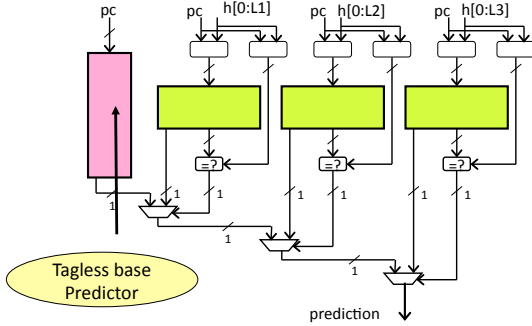 pc
pc h[0:L1]
pc h[0:L2]
pc h[0:L3]
=?
=?
=?
1
1
1
1
1
1
1
1
1
Tagless base
Predictor
prediction